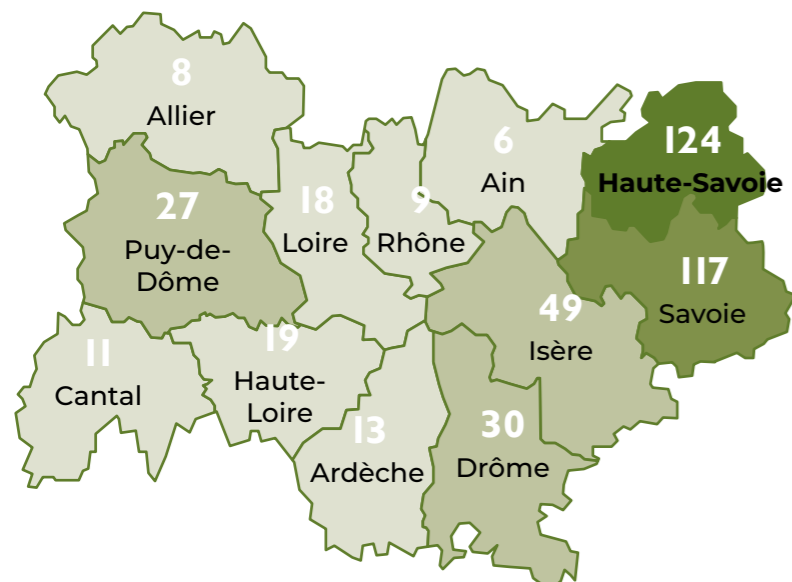 8
Allier
6
Ain
124
Haute-Savoie
27
Puy-de-
Dôme
18
Loire
9
Rhône
117
Savoie
49
Isère
11
Cantal
19
Haute-
Loire
13
Ardèche
30
Drôme